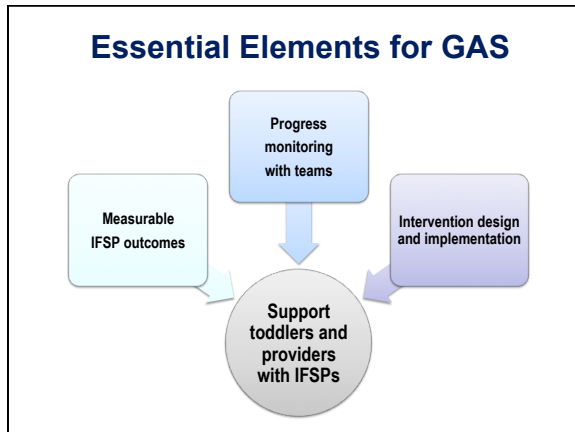 Essential Elements for GAS
Progress
monitoring
with teams
Measurable
IFSP outcomes
Intervention design
and implementation
Support
toddlers and
providers
with IFSPs